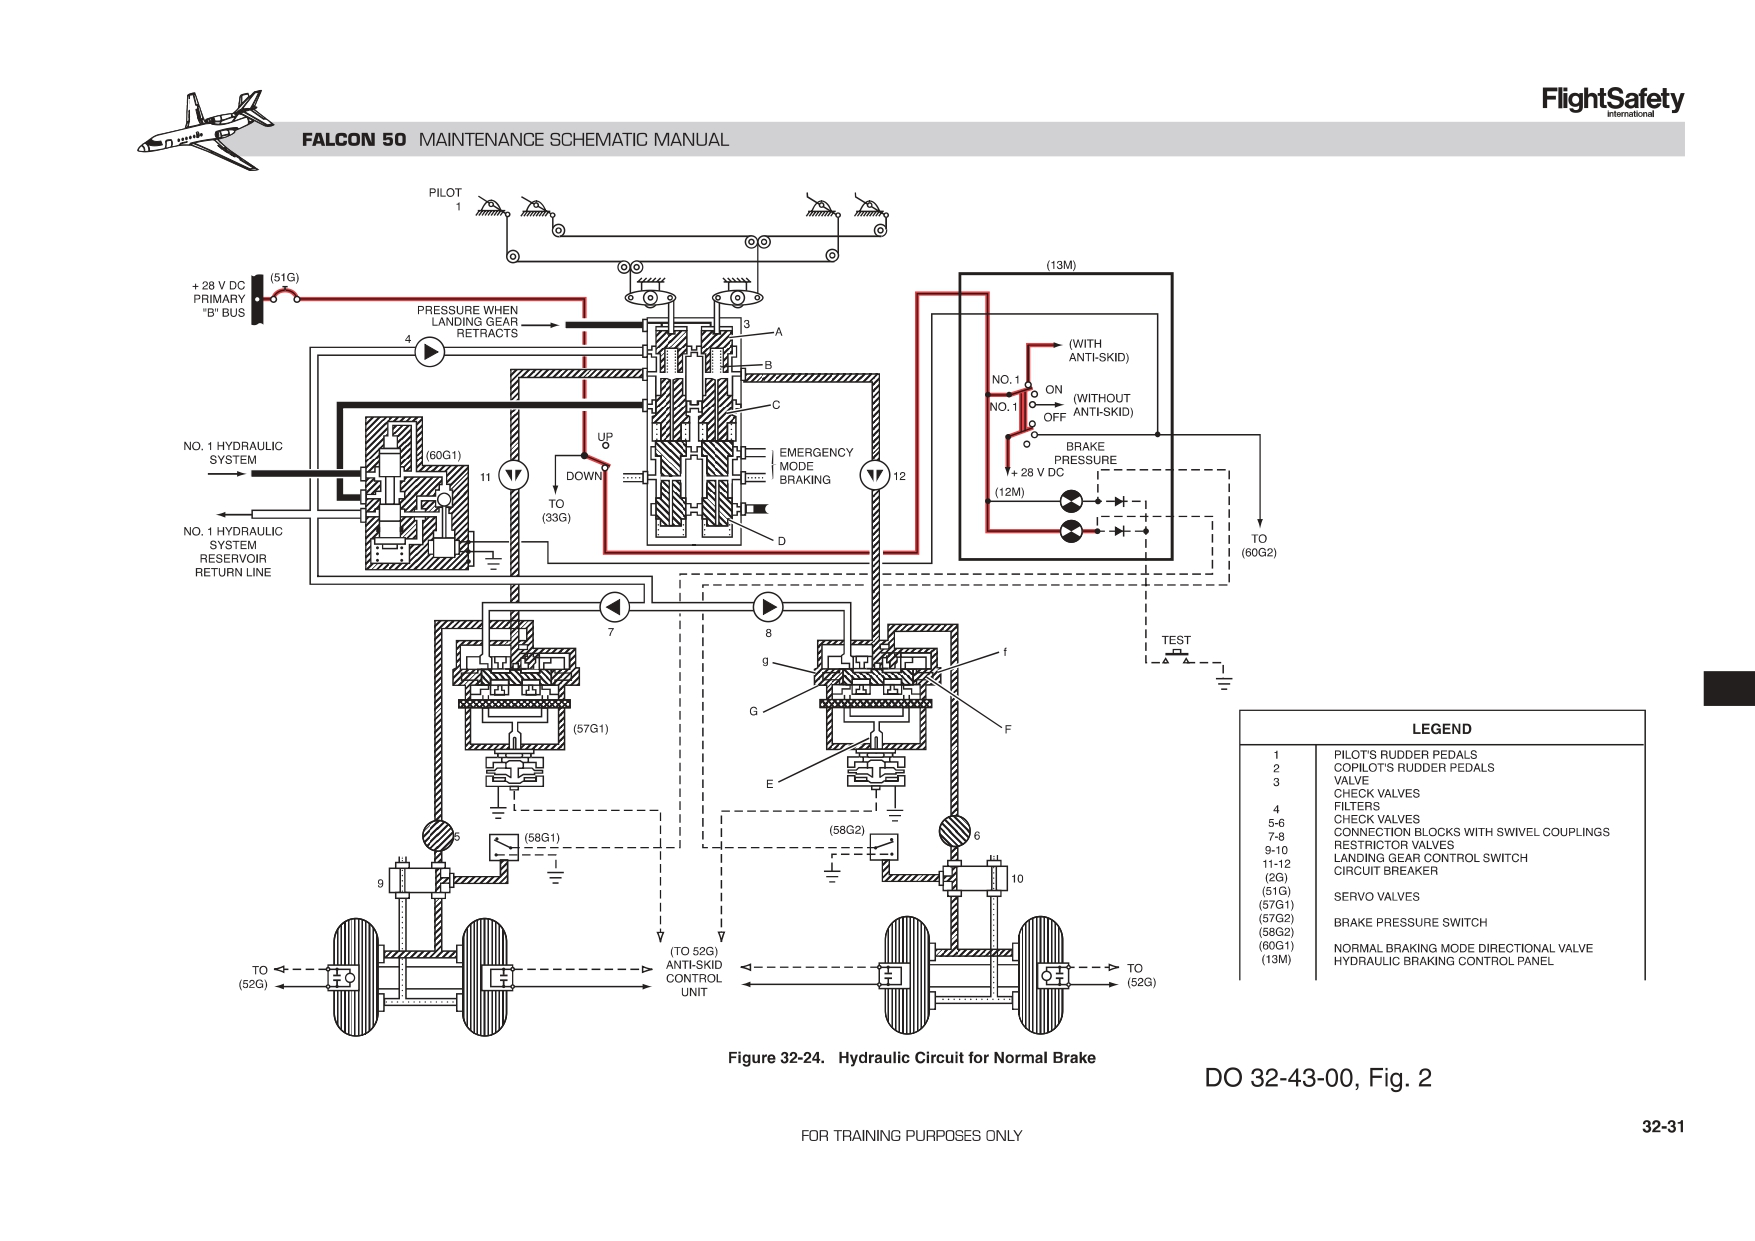 FlightSafety
international
FALCON 50 MAINTENANCE SCHEMATIC MANUAL
PILOT
1
(51G)
+ 28 V DC
PRIMARY
"B" BUS
PRESSURE WHEN
LANDING GEAR
RETRACTS
3
A
4
B
C
(13M)
(WITH
ANTI-SKID)
NO. 1
ON
(WITHOUT
ANTI-SKID)
NO. 1
OFF
BRAKE
PRESSURE
+ 28 V DC
(12M)
TO
(60G2)
NO. 1 HYDRAULIC
SYSTEM
(60G1)
UP
DOWN
TO
(33G)
EMERGENCY
MODE
BRAKING
11
12
D
NO. 1 HYDRAULIC
SYSTEM
RESERVOIR
RETURN LINE
7
8
TEST
g
f
G
F
(57G1)
E
5
(58G1)
(58G2)
6
9
10
TO
(52G)
(TO 52G)
ANTI-SKID
CONTROL
UNIT
TO
(52G)
LEGEND
1 PILOT'S RUDDER PEDALS
2 COPILOT'S RUDDER PEDALS
3 VALVE
CHECK VALVES
4 FILTERS
5-6 CHECK VALVES
7-8 CONNECTION BLOCKS WITH SWIVEL COUPLINGS
9-10 RESTRICTOR VALVES
11-12 LANDING GEAR CONTROL SWITCH
(2G) CIRCUIT BREAKER
(51G)
(57G1) SERVO VALVES
(57G2)
(58G2) BRAKE PRESSURE SWITCH
(60G1) NORMAL BRAKING MODE DIRECTIONAL VALVE
(13M) HYDRAULIC BRAKING CONTROL PANEL
Figure 32-24. Hydraulic Circuit for Normal Brake
DO 32-43-00, Fig. 2
32-31
FOR TRAINING PURPOSES ONLY